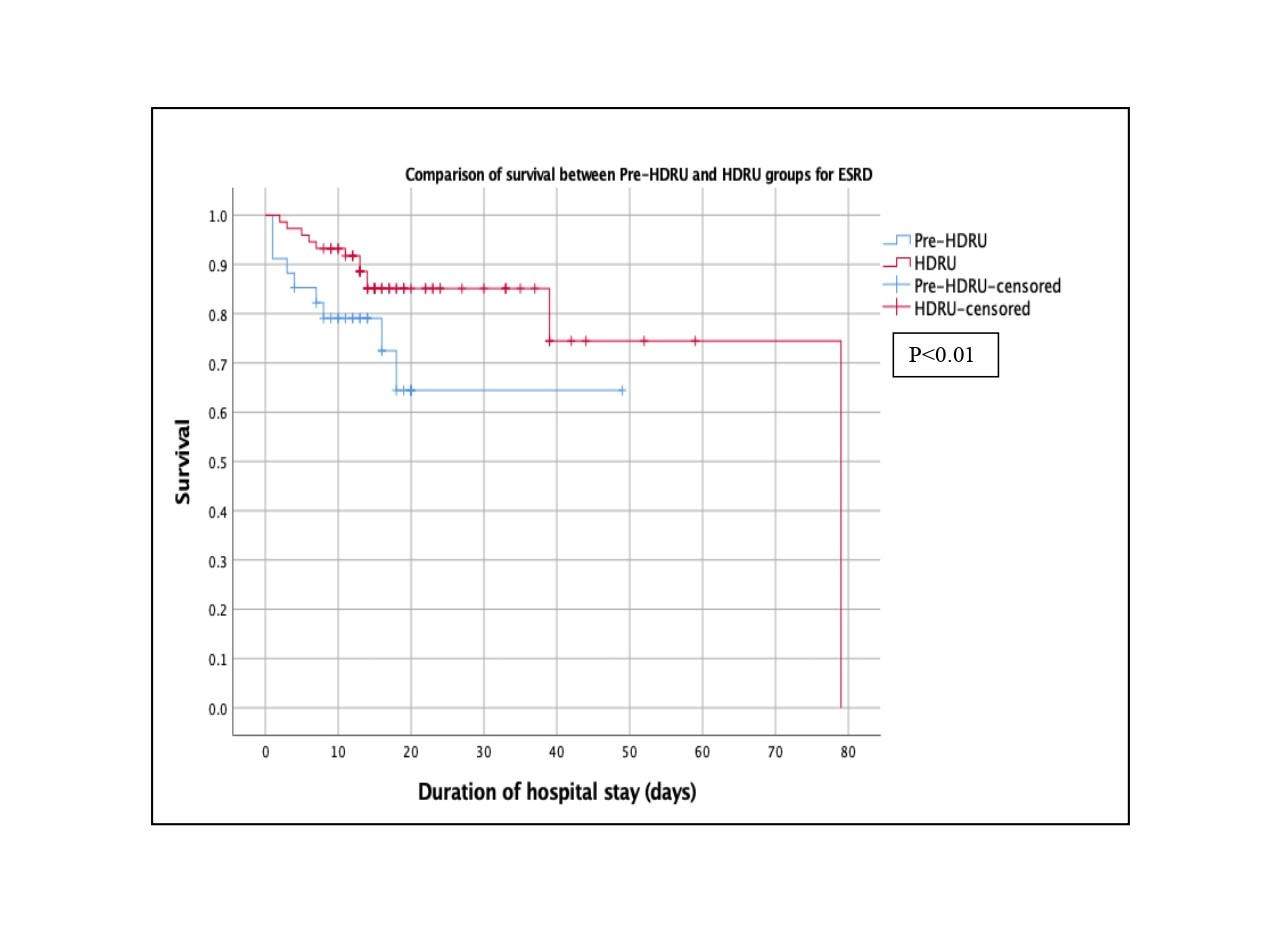 Comparison of survival between Pre-HDRU and HDRU groups for ESRD
1.0
0.9
0.8
0.7
0.6
0.5
0.4
0.3
0.2
0.1
0.0
Survival
0 10 20 30 40 50 60 70 80
Duration of hospital stay (days)
Pre-HDRU
HDRU
Pre-HDRU-censored
HDRU-censored
P<0.01